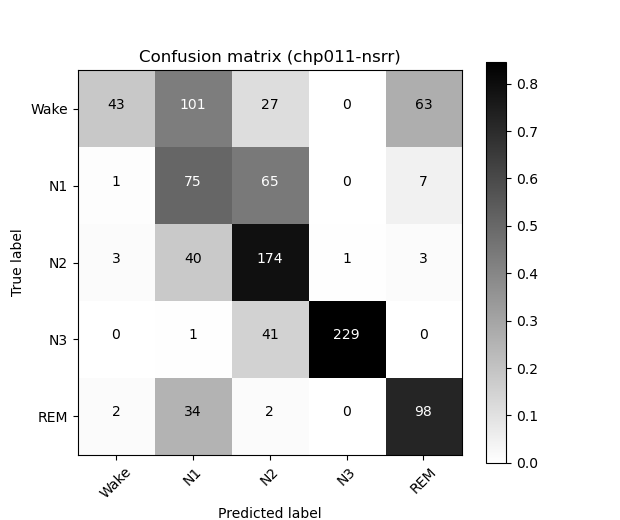 Confusion matrix (chp011-nsrr)
True label
Wake 43 101 27 0 63
N1 1 75 65 0 7
N2 3 40 174 1 3
N3 0 1 41 229 0
REM 2 34 2 0 98
Wake N1 N2 N3 REM
Predicted label
0.8
0.7
0.6
0.5
0.4
0.3
0.2
0.1
0.0